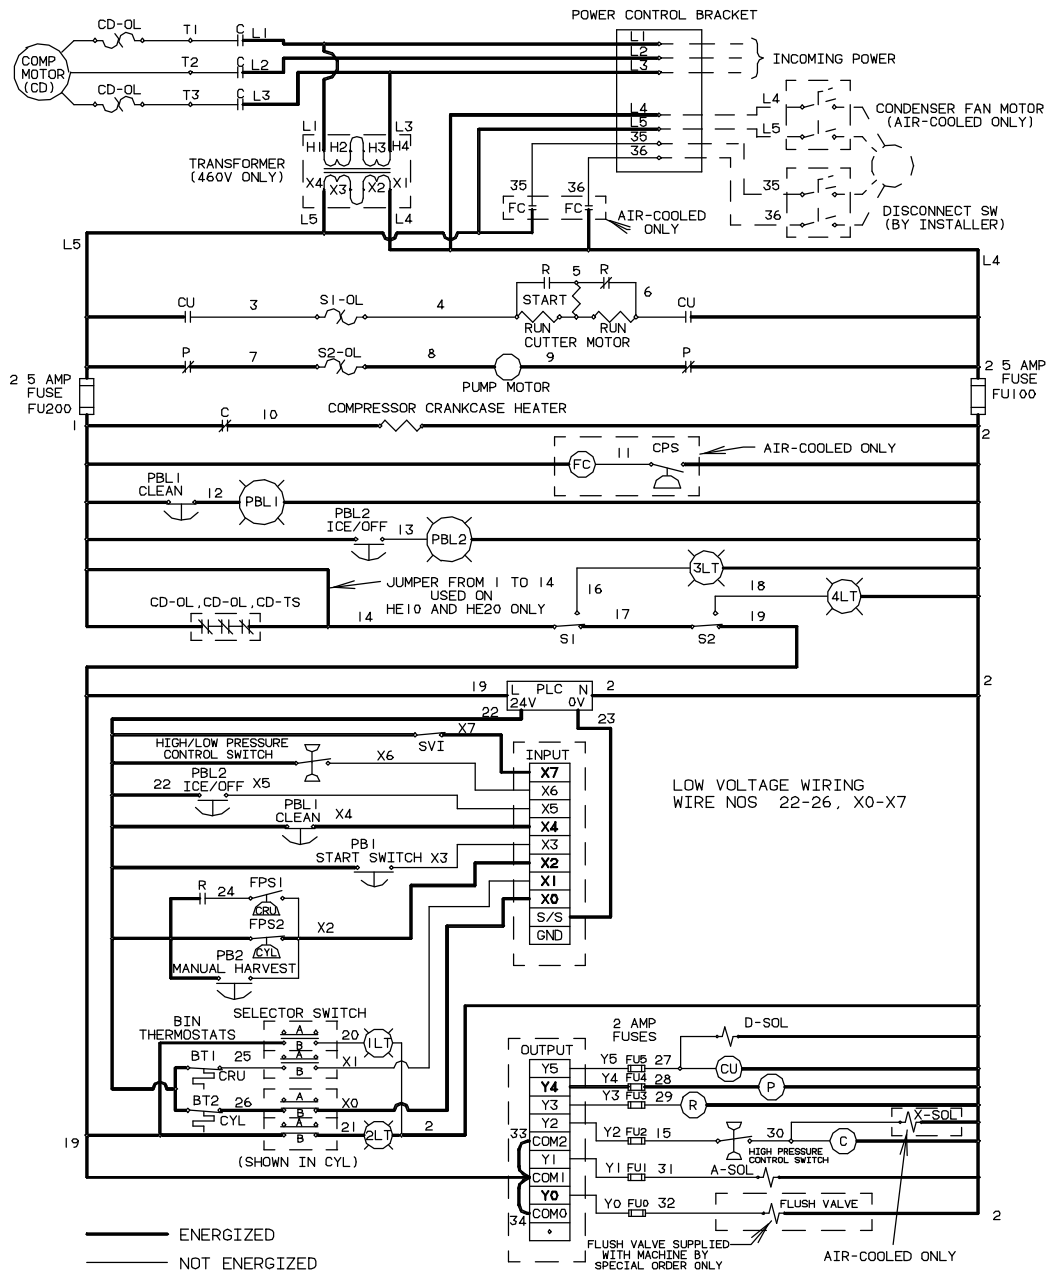 POWER CONTROL BRACKET
CD-OL
T1
C
L1
L1
COMP
MOTOR
(CD)
T2
C
L2
L2
INCOMING POWER
CD-OL
T3
C
L3
L3
L4
L4
CONDENSER FAN MOTOR
(AIR-COOLED ONLY)
L5
L5
L1
L3
35
36
TRANSFORMER
(460V ONLY)
H1
H2
H3
H4
X4
X3
X2
X1
L5
L4
35
36
FC
FC
AIR-COOLED
ONLY
35
36
DISCONNECT SW
(BY INSTALLER)
L5
L4
CU
3
S1-OL
4
R
5
R
START
6
RUN
RUN
CUTTER MOTOR
CU
P
7
S2-OL
8
9
P
PUMP MOTOR
2 5 AMP
FUSE
FU200
2 5 AMP
FUSE
FU100
1
C
10
COMPRESSOR CRANKCASE HEATER
2
FC
11
CPS
AIR-COOLED ONLY
PBL1
CLEAN
12
PBL1
PBL2
ICE/OFF
13
PBL2
JUMPER FROM 1 TO 14
USED ON
HE10 AND HE20 ONLY
3LT
16
18
4LT
CD-OL,CD-OL,CD-TS
14
S1
17
S2
19
19
L PLC N
24V 0V
2
2
22
23
X7
SV1
HIGH/LOW PRESSURE
CONTROL SWITCH
X6
INPUT
X7
X6
X5
X4
X3
X2
X1
X0
S/S
GND
LOW VOLTAGE WIRING
WIRE NOS 22-26, X0-X7
22
PBL2
ICE/OFF
X5
PBL1
CLEAN
X4
PB1
START SWITCH
X3
R
24
FPS1
CRU
FPS2
CYL
X2
PB2
MANUAL HARVEST
SELECTOR SWITCH
BIN
THERMOSTATS
A
B
20
1LT
BT1
25
CRU
A
B
X1
BT2
26
CYL
A
B
X0
A
B
21
2LT
2
(SHOWN IN CYL)
19
2 AMP
FUSES
D-SOL
OUTPUT
Y5
Y4
Y3
Y2
COM2
Y1
COM1
Y0
COM0
33
34
Y5 FU5 27
CU
Y4 FU4 28
P
Y3 FU3 29
R
X-SOL
Y2 FU2 15
30
C
HIGH PRESSURE
CONTROL SWITCH
Y1 FU1 31
A-SOL
Y0 FU0 32
FLUSH VALVE
2
FLUSH VALVE SUPPLIED
WITH MACHINE BY
SPECIAL ORDER ONLY
AIR-COOLED ONLY
ENERGIZED
NOT ENERGIZED